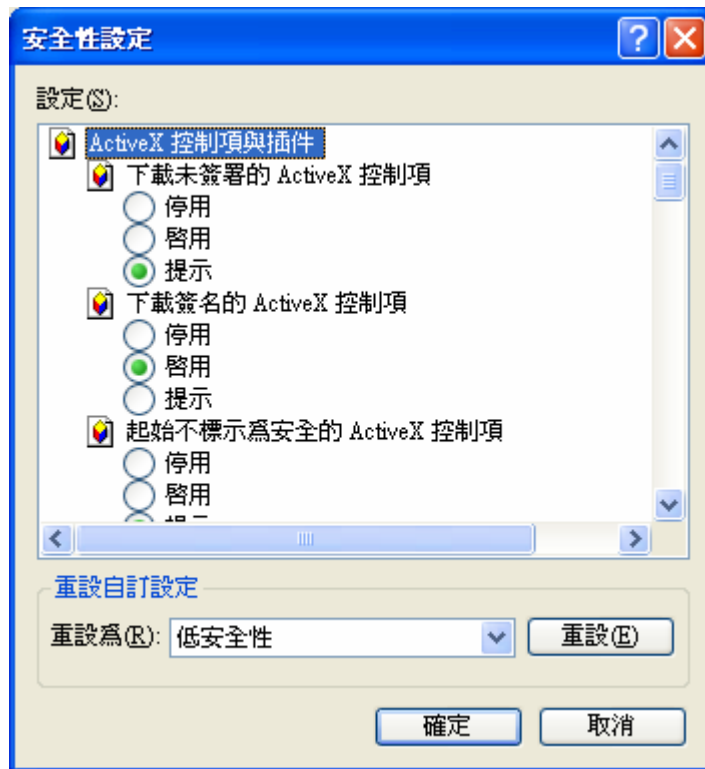 安全性設定
設定(S):
ActiveX 控制項與插件
下載未簽署的 ActiveX 控制項
停用
啓用
提示
下載簽名的 ActiveX 控制項
停用
啓用
提示
起始不標示爲安全的 ActiveX 控制項
停用
啓用
重設自訂設定
重設爲(R): 低安全性 重設(E)
確定 取消